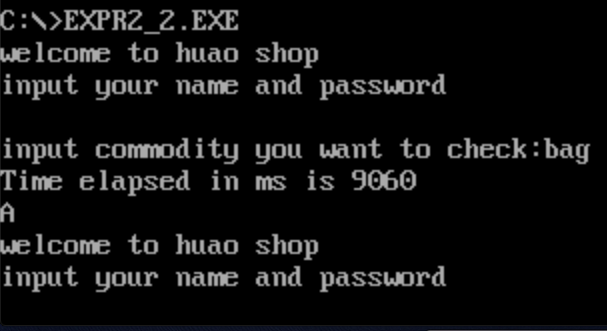 C:\>EXPR2_2.EXE
welcome to huao shop
input your name and password
input commodity you want to check:bag
Time elapsed in ms is 9060
A
welcome to huao shop
input your name and password